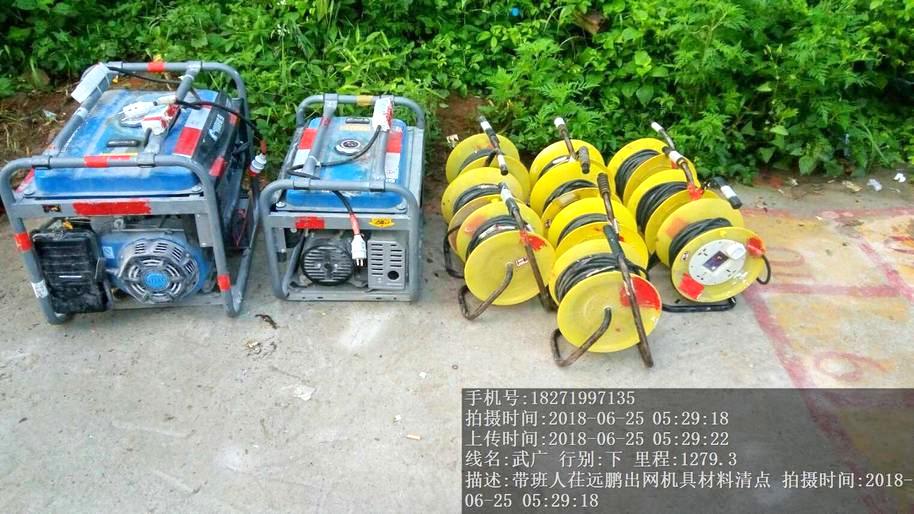 手机号:18271997135
拍摄时间:2018-06-25 05:29:18
上传时间:2018-06-25 05:29:22
线名:武广 行别:下 里程:1279.3
描述:带班人茌远鹏出网机具材料清点 拍摄时间:2018-
06-25 05:29:18